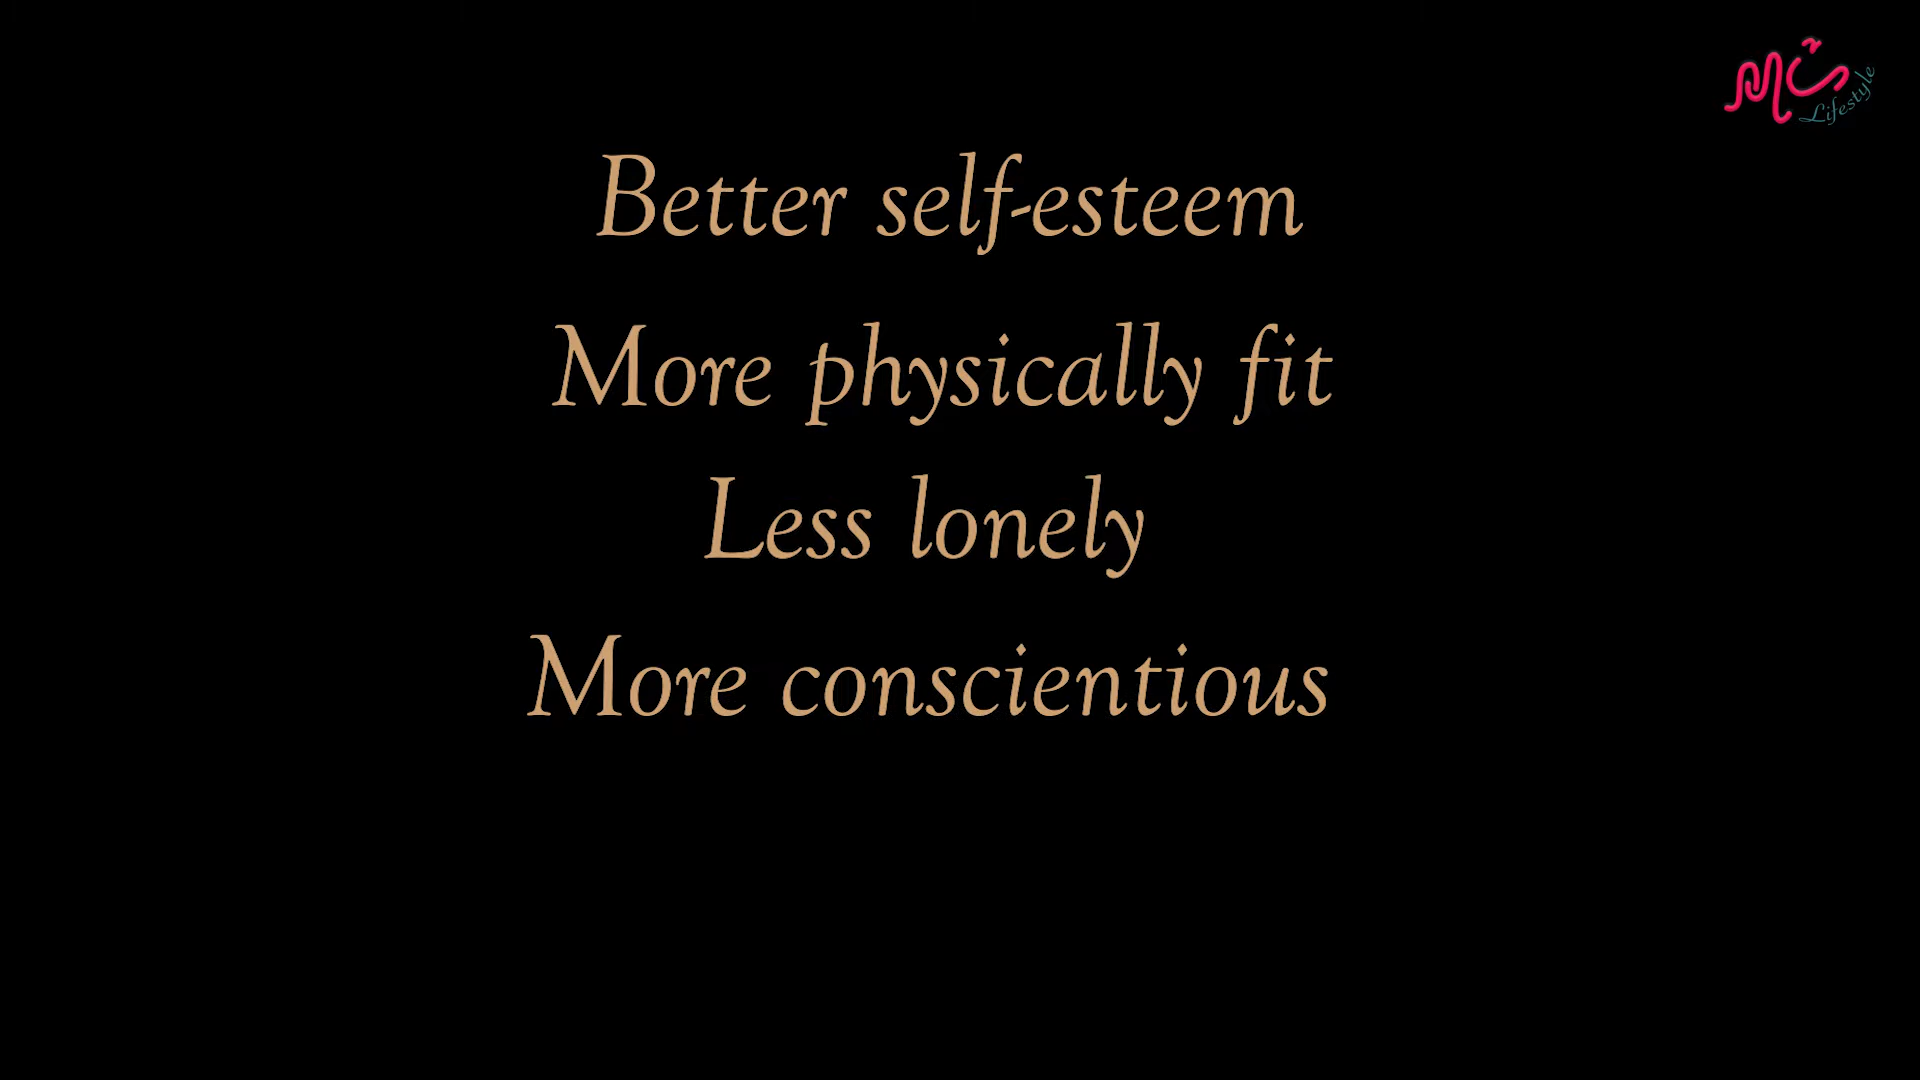 Better self-esteem
More physically fit
Less lonely
More conscientious
Lifestyle